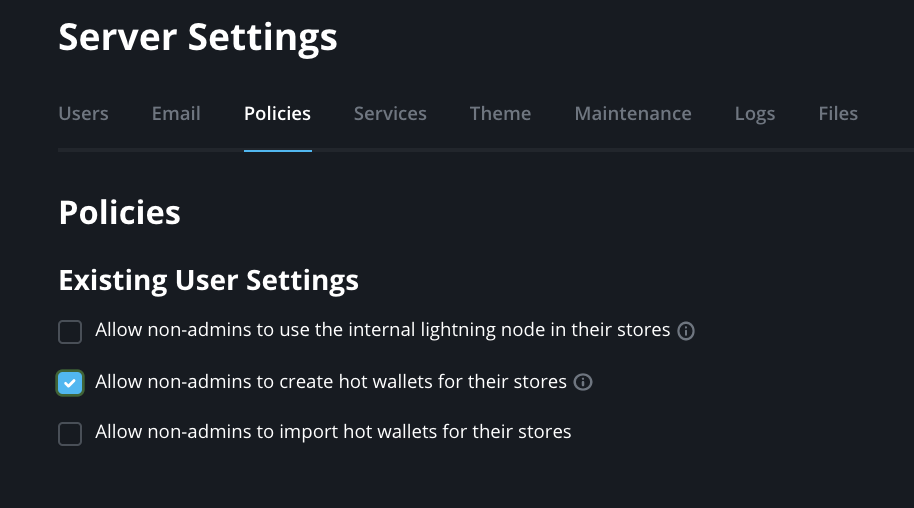 Server Settings
Users Email Policies Services Theme Maintenance Logs Files
Policies
Existing User Settings
Allow non-admins to use the internal lightning node in their stores
Allow non-admins to create hot wallets for their stores
Allow non-admins to import hot wallets for their stores